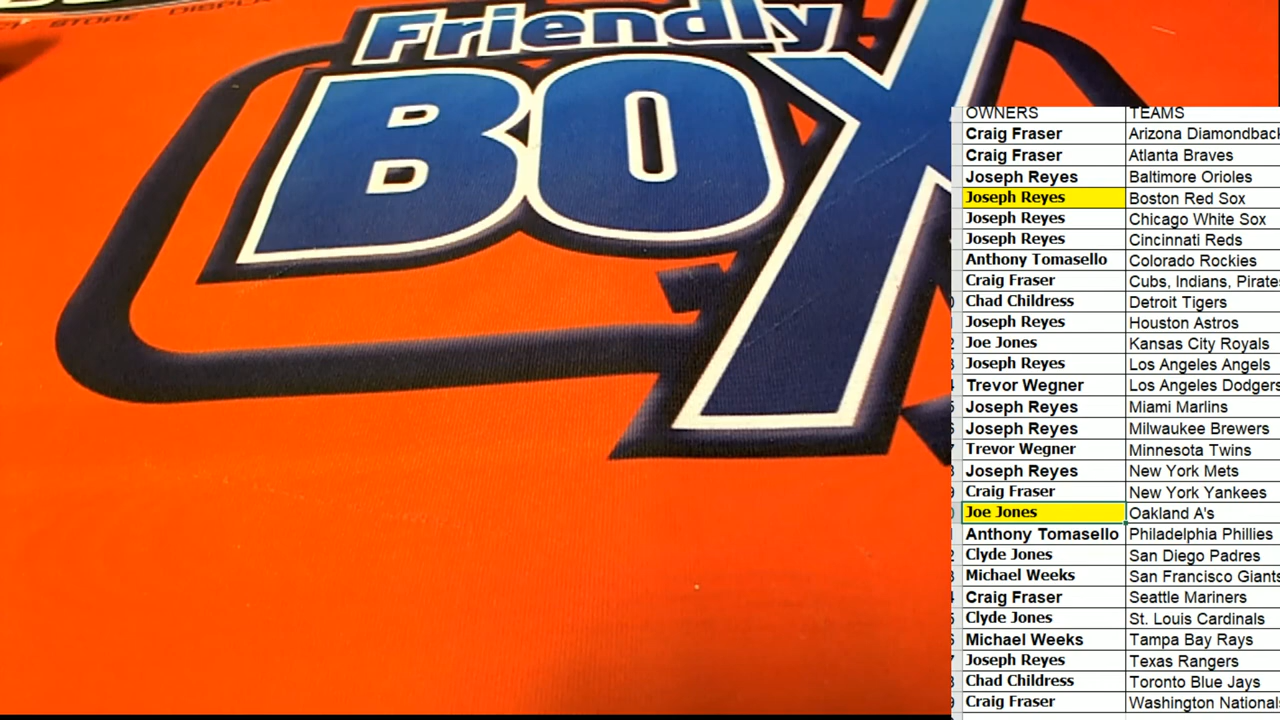 STORE DISPLA
Friendly
BOX
OWNERS TEAMS
Craig Fraser Arizona Diamondback
Craig Fraser Atlanta Braves
Joseph Reyes Baltimore Orioles
Joseph Reyes Boston Red Sox
Joseph Reyes Chicago White Sox
Joseph Reyes Cincinnati Reds
Anthony Tomasello Colorado Rockies
Craig Fraser Cubs, Indians, Pirate
Chad Childress Detroit Tigers
Joseph Reyes Houston Astros
Joe Jones Kansas City Royals
Joseph Reyes Los Angeles Angels
Trevor Wegner Los Angeles Dodgers
Joseph Reyes Miami Marlins
Joseph Reyes Milwaukee Brewers
Trevor Wegner Minnesota Twins
Joseph Reyes New York Mets
Craig Fraser New York Yankees
Joe Jones Oakland A's
Anthony Tomasello Philadelphia Phillies
Clyde Jones San Diego Padres
Michael Weeks San Francisco Giants
Craig Fraser Seattle Mariners
Clyde Jones St. Louis Cardinals
Michael Weeks Tampa Bay Rays
Joseph Reyes Texas Rangers
Chad Childress Toronto Blue Jays
Craig Fraser Washington National